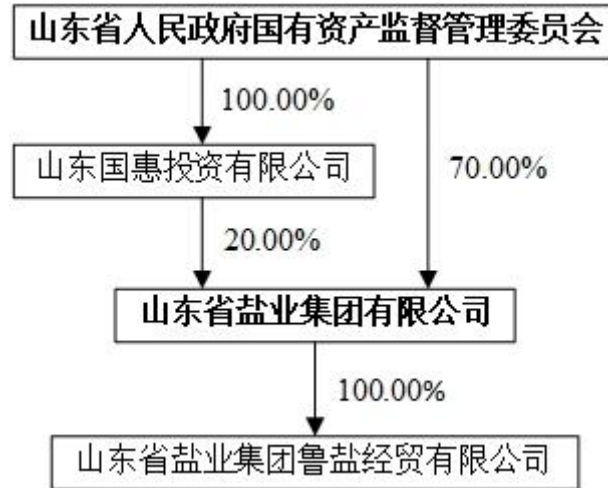 山东省人民政府国有资产监督管理委员会
100.00%
山东国惠投资有限公司
70.00%
20.00%
山东省盐业集团有限公司
100.00%
山东省盐业集团鲁盐经贸有限公司